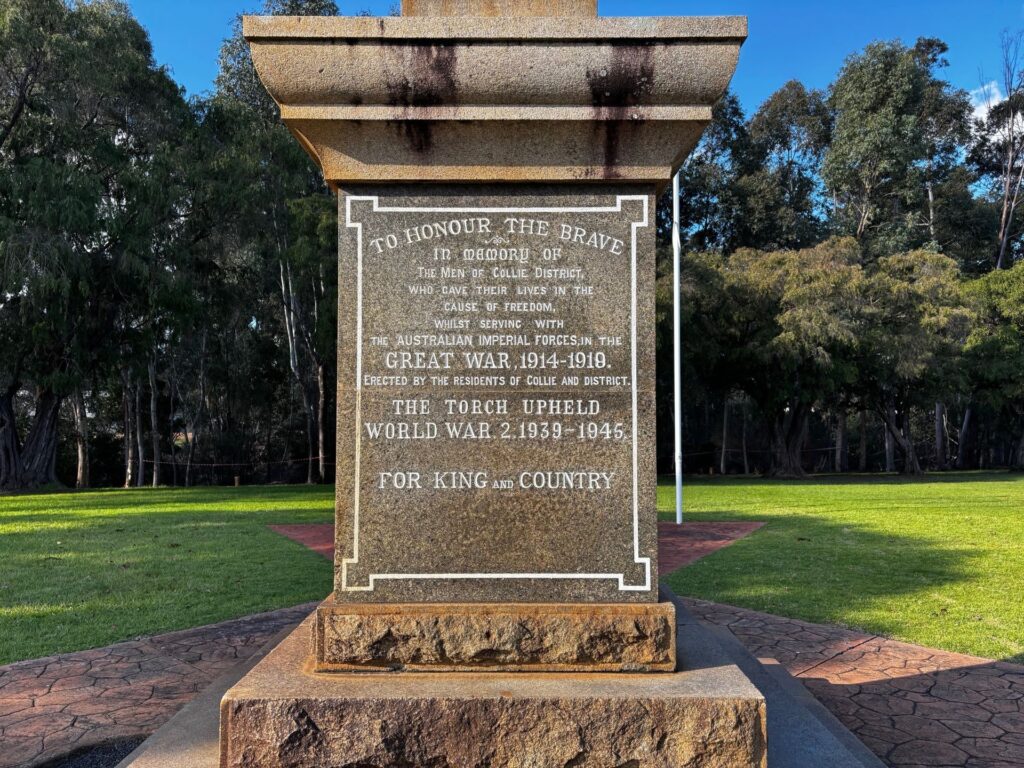 TO HONOUR THE BRAVE
IN MEMORY OF
THE MEN OF COLLIE DISTRICT,
WHO GAVE THEIR LIVES IN THE
CAUSE OF FREEDOM,
WHILST SERVING WITH
THE AUSTRALIAN IMPERIAL FORCES, IN THE
GREAT WAR, 1914-1919.
ERECTED BY THE RESIDENTS OF COLLIE AND DISTRICT.
THE TORCH UPHELD
WORLD WAR 2. 1939-1945.
FOR KING AND COUNTRY